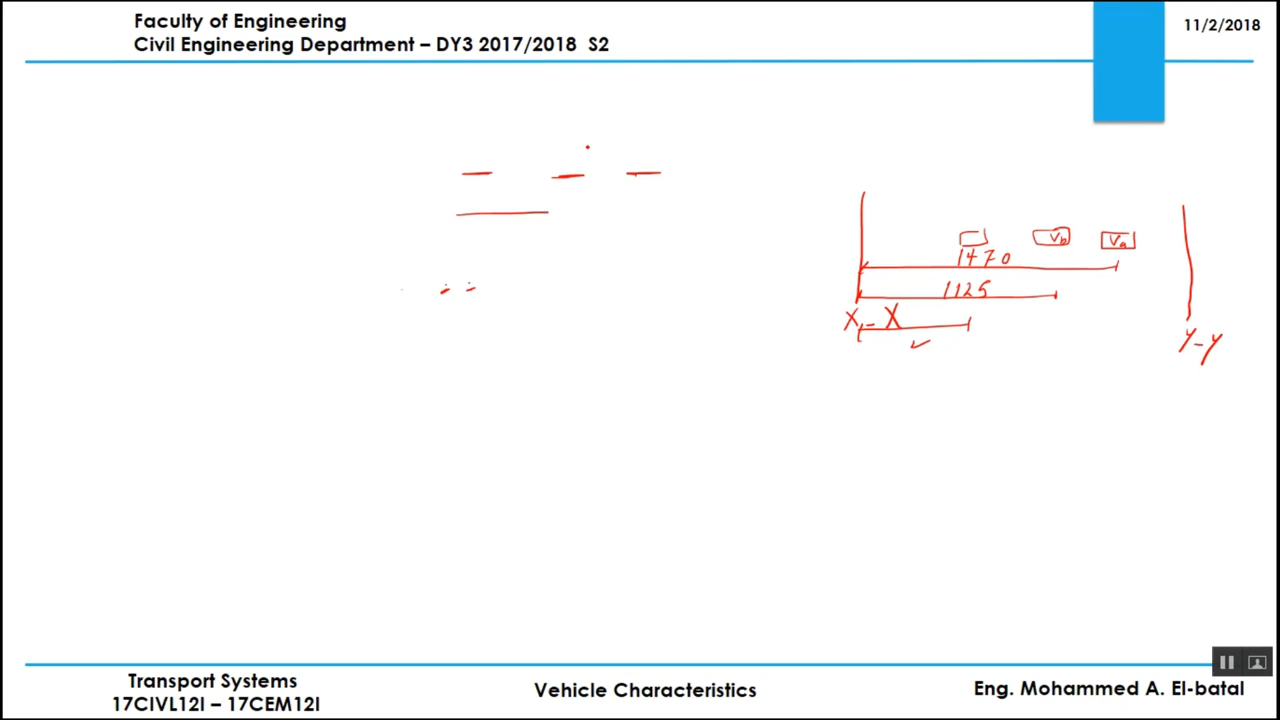 Faculty of Engineering
Civil Engineering Department – DY3 2017/2018 S2
11/2/2018
Vb
Va
1470
1125
X - X
Y - Y
Transport Systems
17CIVL12I – 17CEM12I
Vehicle Characteristics
Eng. Mohammed A. El-batal